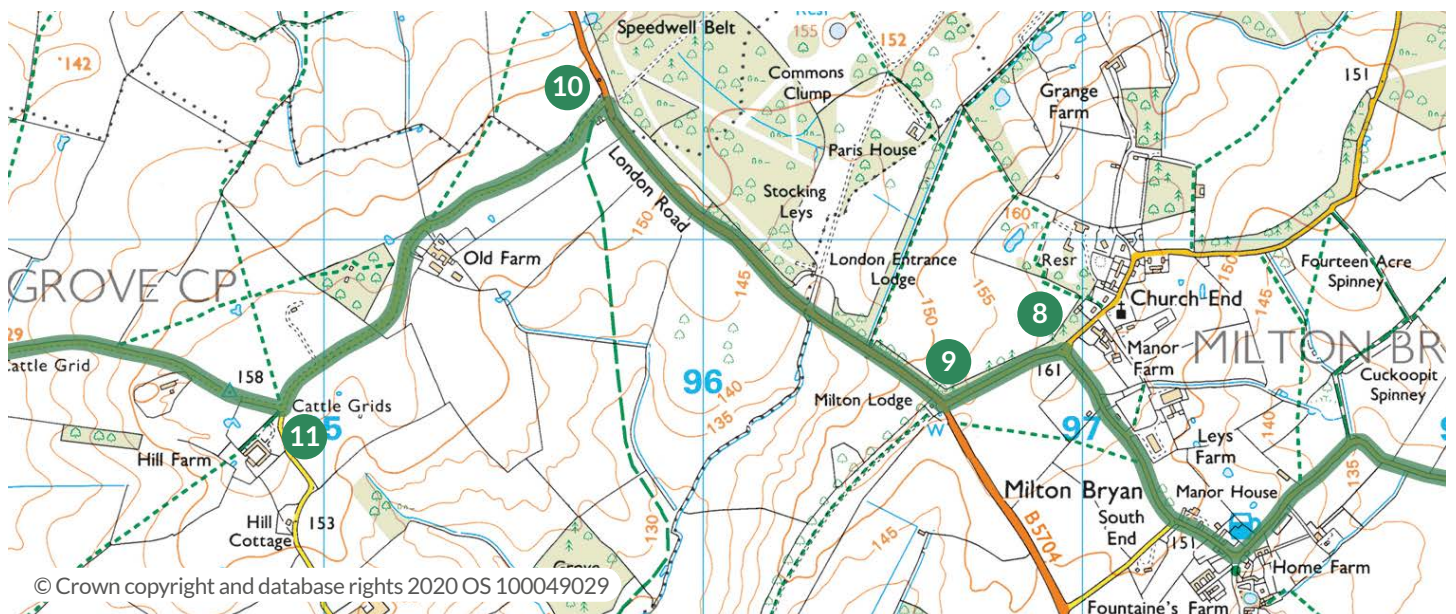 142
Speedwell Belt
155
152
151
Commons
Clump
Grange
Farm
10
Paris House
London Road
Stocking
Leys
150
160
Old Farm
London Entrance
Lodge
Resr
150
Fourteen Acre
Spinney
GROVE CP
145
155
150
145
Church End
8
Manor
Farm
MILTON BR
9
161
29
Cattle Grid
158
96
140
135
Milton Lodge
Cuckoopit
Spinney
Cattle Grids
11
5
W
97
140
Hill Farm
Leys
Farm
135
Milton Bryan
Manor House
South
End
Hill
Cottage
153
130
145
B 5704
151
Home Farm
Fountaine's Farm
© Crown copyright and database rights 2020 OS 100049029